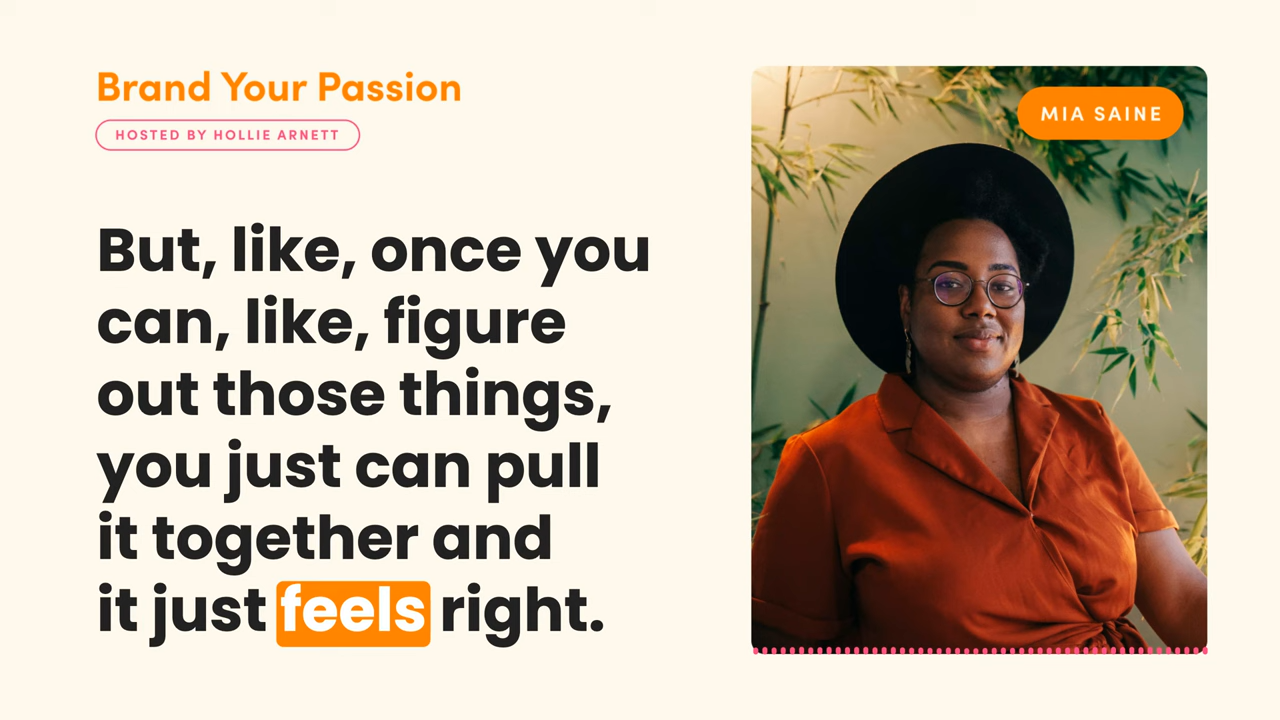 Brand Your Passion
HOSTED BY HOLLIE ARNETT
MIA SAINE
But, like, once you
can, like, figure
out those things,
you just can pull
it together and
it just feels right.